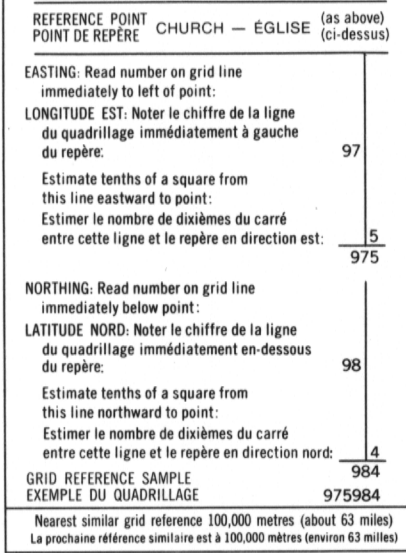 REFERENCE POINT
POINT DE REPÈRE
CHURCH — ÉGLISE
(as above)
(ci-dessus)
EASTING: Read number on grid line
immediately to left of point:
LONGITUDE EST: Noter le chiffre de la ligne
du quadrillage immédiatement à gauche
du repère: 97
Estimate tenths of a square from
this line eastward to point:
Estimer le nombre de dixièmes du carré
entre cette ligne et le repère en direction est: 5
975
NORTHING: Read number on grid line
immediately below point:
LATITUDE NORD: Noter le chiffre de la ligne
du quadrillage immédiatement en-dessous
du repère: 98
Estimate tenths of a square from
this line northward to point:
Estimer le nombre de dixièmes du carré
entre cette ligne et le repère en direction nord: 4
GRID REFERENCE SAMPLE 984
EXEMPLE DU QUADRILLAGE 975984
Nearest similar grid reference 100,000 metres (about 63 miles)
La prochaine référence similaire est à 100,000 mètres (environ 63 milles)